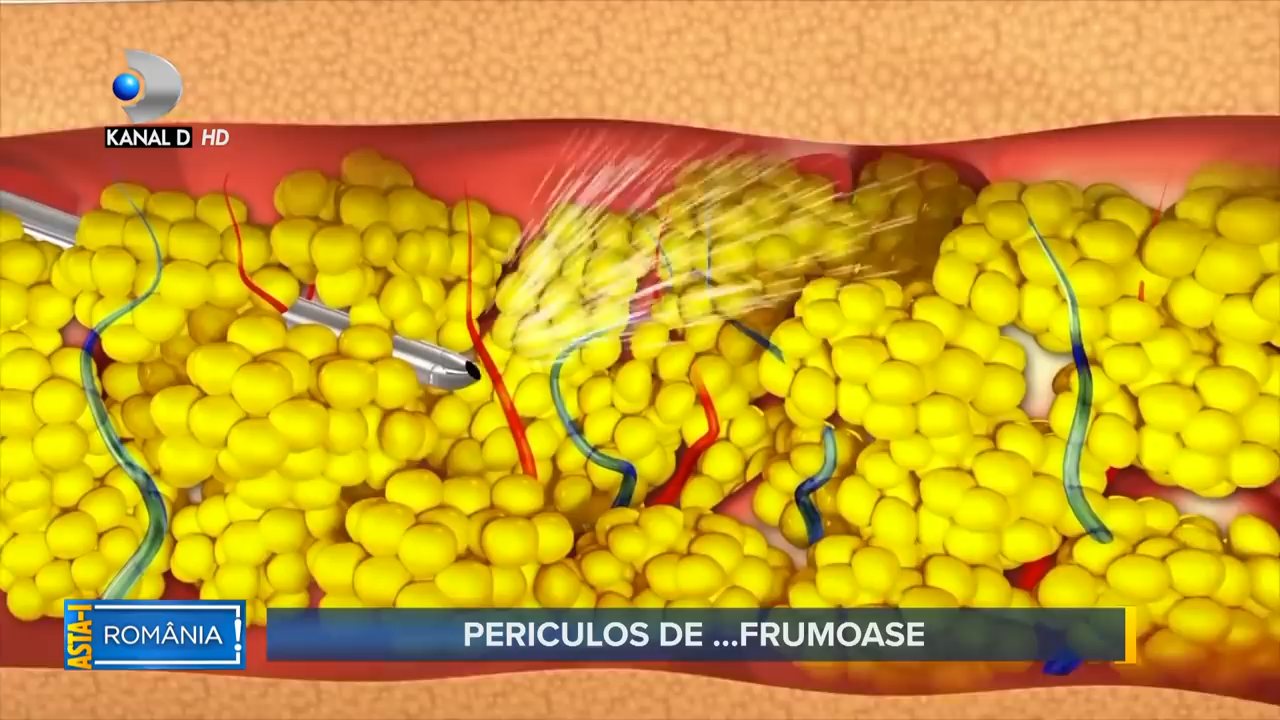 KANAL D HD
ASTA-I
ROMÂNIA!
PERICULOS DE ...FRUMOASE